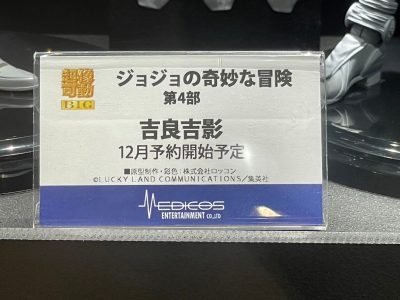 超像可動
BIG
ジョジョの奇妙な冒険
第4部
吉良吉影
12月予約開始予定
■原型制作・彩色：株式会社ロッコン
©LUCKY LAND COMMUNICATIONS／集英社
MEDICOS
ENTERTAINMENT CO.,LTD